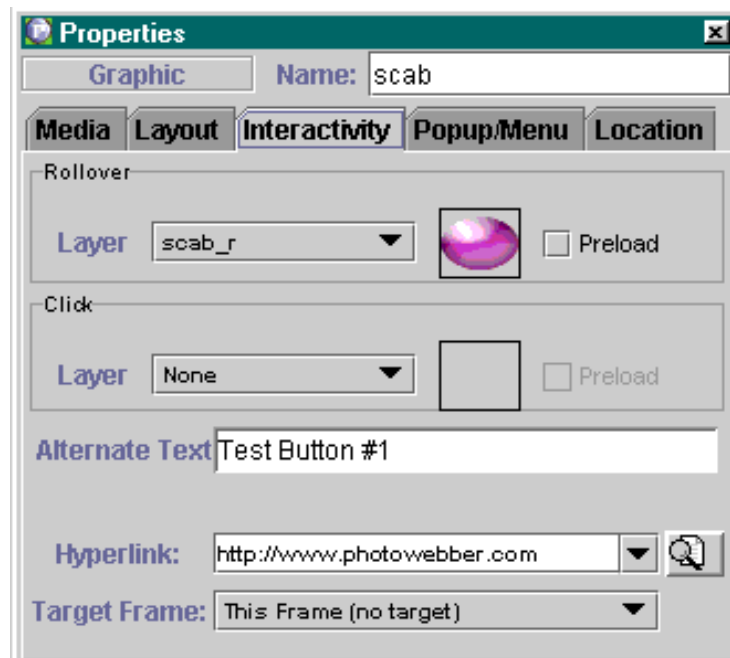 Properties
Graphic Name: scab
Media Layout Interactivity Popup/Menu Location
Rollover
Layer scab_r Preload
Click
Layer None Preload
Alternate Text Test Button #1
Hyperlink: http://www.photowebber.com
Target Frame: This Frame (no target)